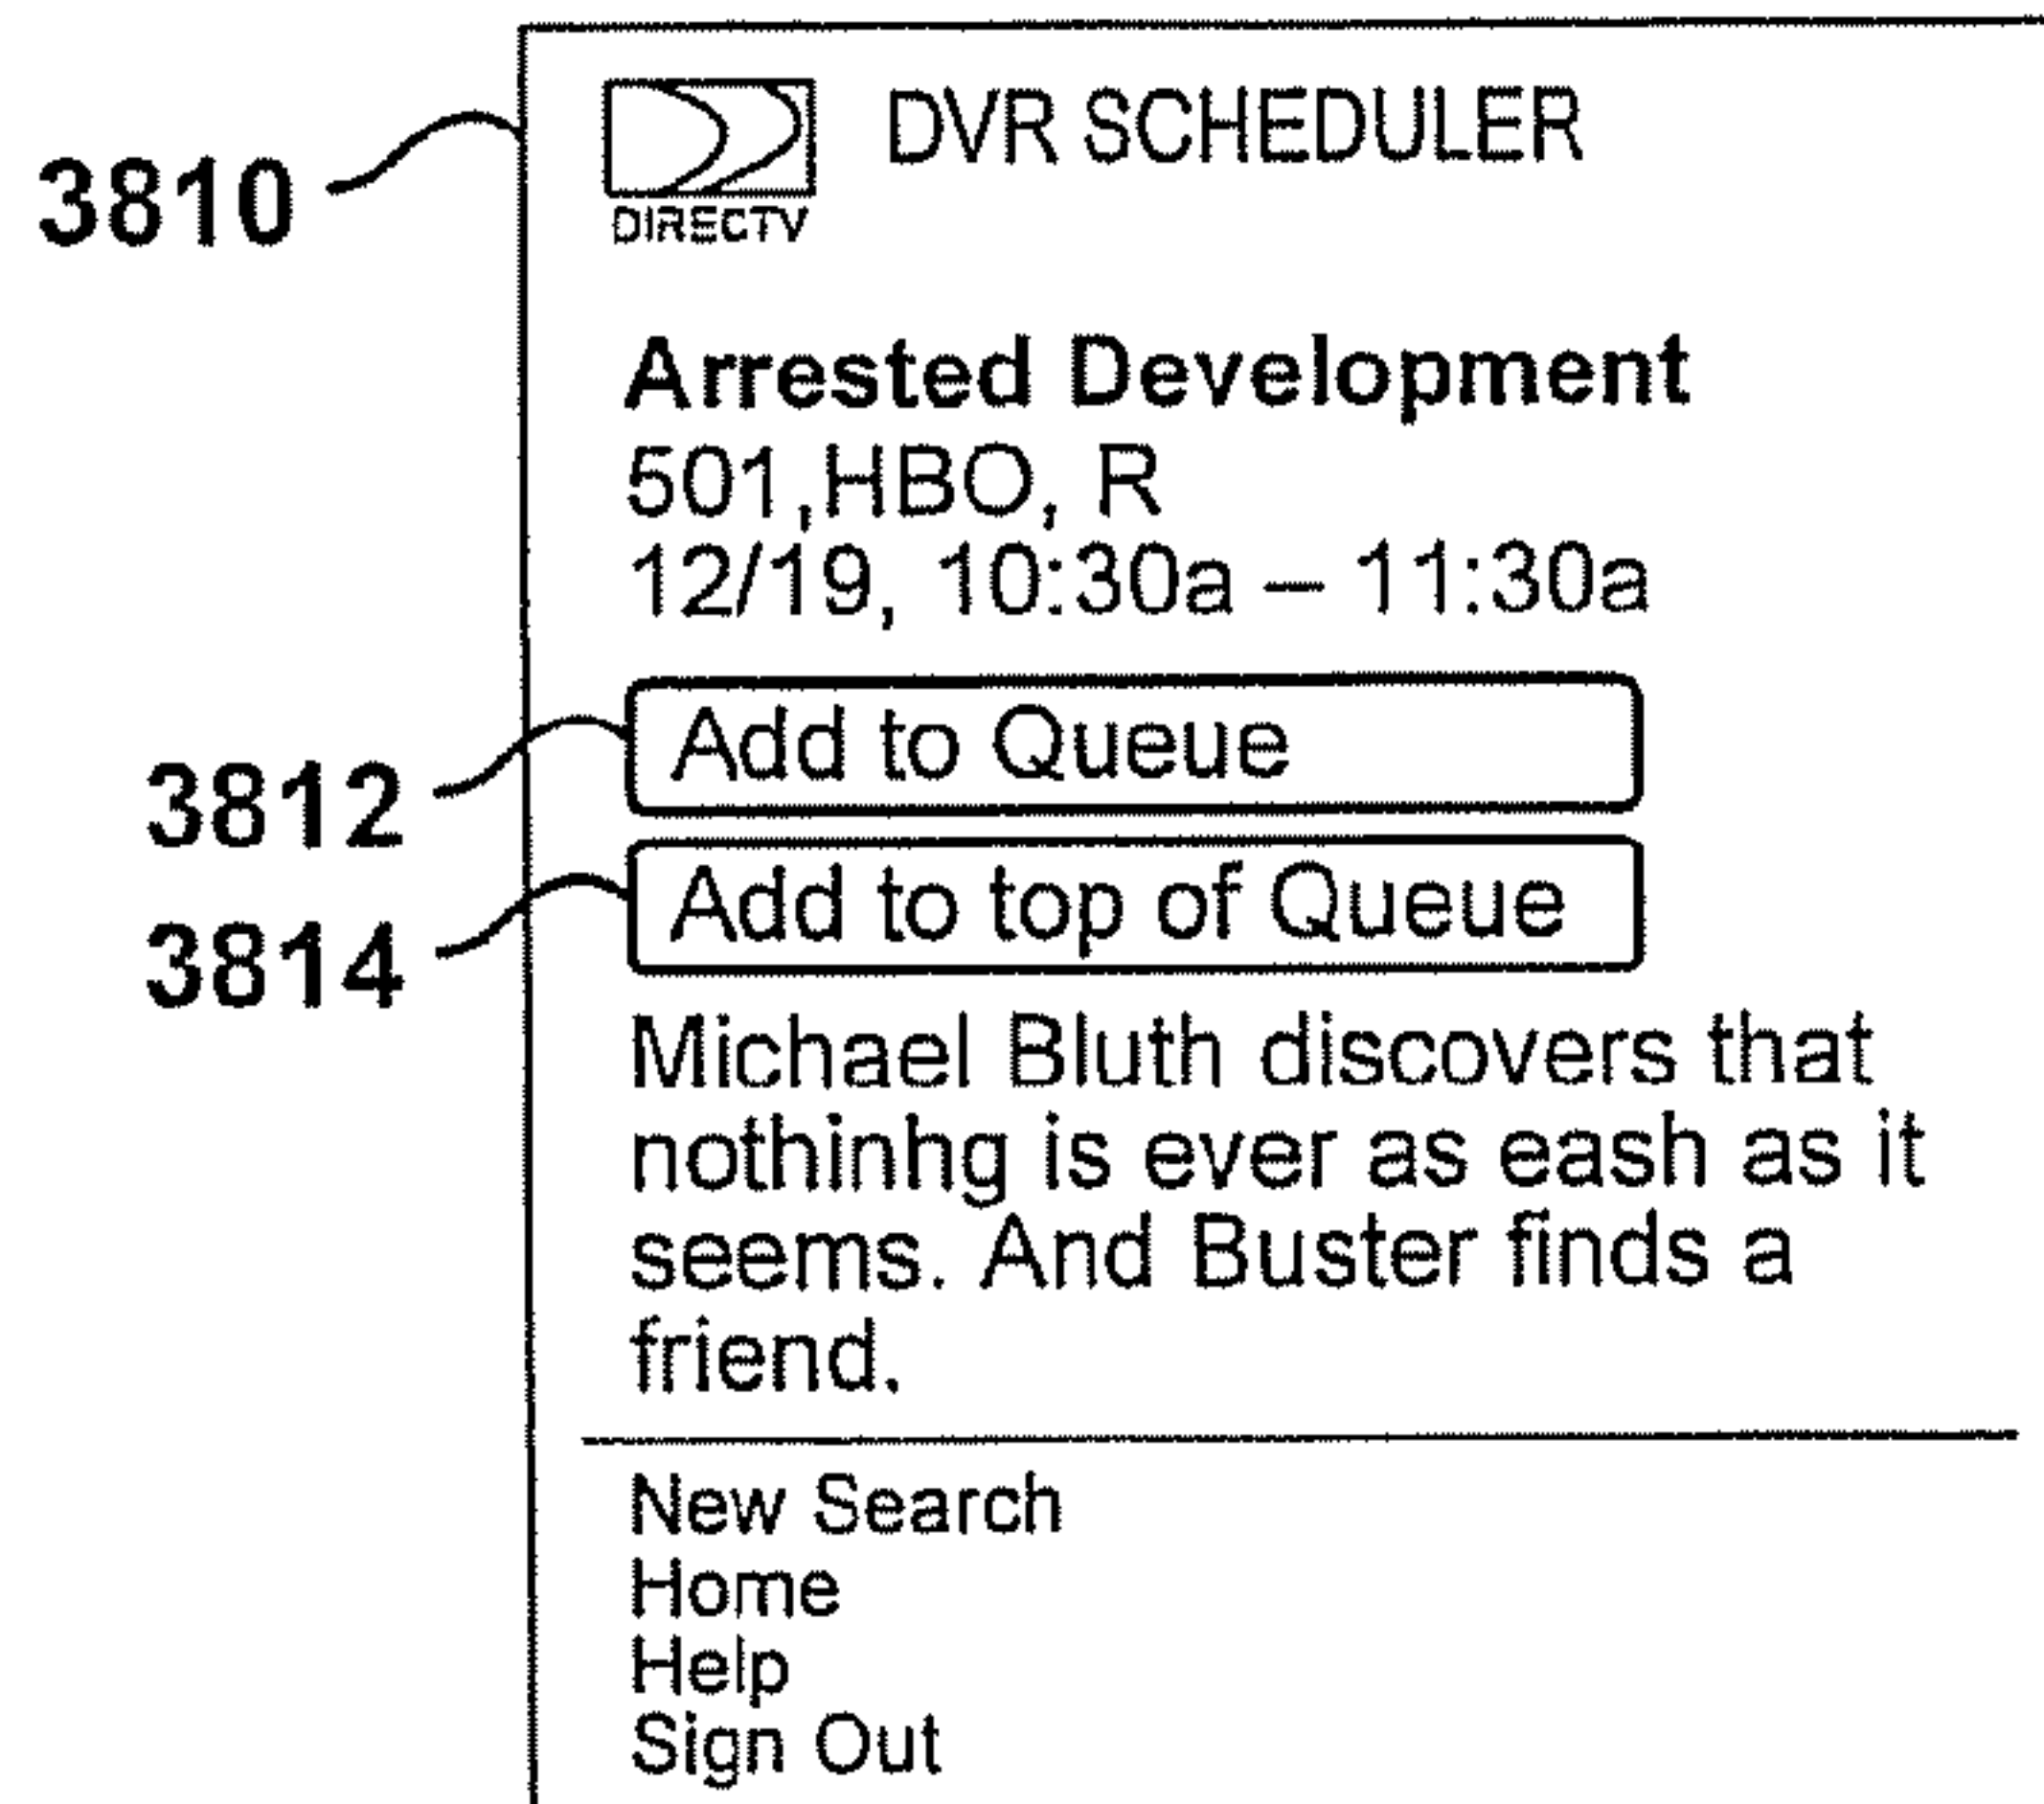 3810
DIRECTV
DVR SCHEDULER
Arrested Development
501,HBO, R
12/19, 10:30a – 11:30a
3812
Add to Queue
3814
Add to top of Queue
Michael Bluth discovers that
nothinhg is ever as eash as it
seems. And Buster finds a
friend.
New Search
Home
Help
Sign Out